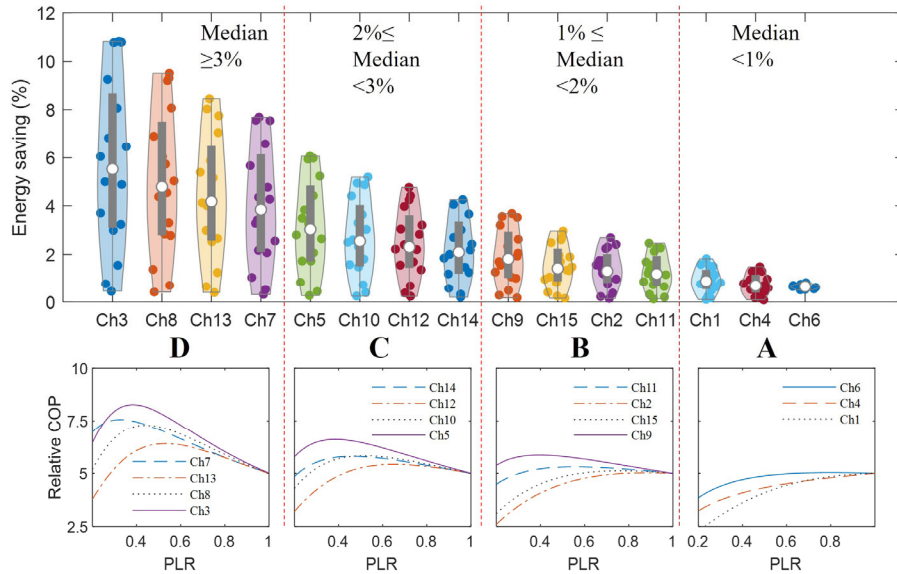 14
12
10
8
6
4
2
0
Energy saving (%)
Median
≥3%
2%≤
Median
<3%
1% ≤
Median
<2%
Median
<1%
Ch3 Ch8 Ch13 Ch7 Ch5 Ch10 Ch12 Ch14 Ch9 Ch15 Ch2 Ch11 Ch1 Ch4 Ch6
D C B A
10
7.5
5
2.5
Relative COP
Ch7
Ch13
Ch8
Ch3
0.4 0.6 0.8 1
PLR
Ch14
Ch12
Ch10
Ch5
0.4 0.6 0.8 1
PLR
Ch11
Ch2
Ch15
Ch9
0.4 0.6 0.8 1
PLR
Ch6
Ch4
Ch1
0.2 0.4 0.6 0.8
PLR